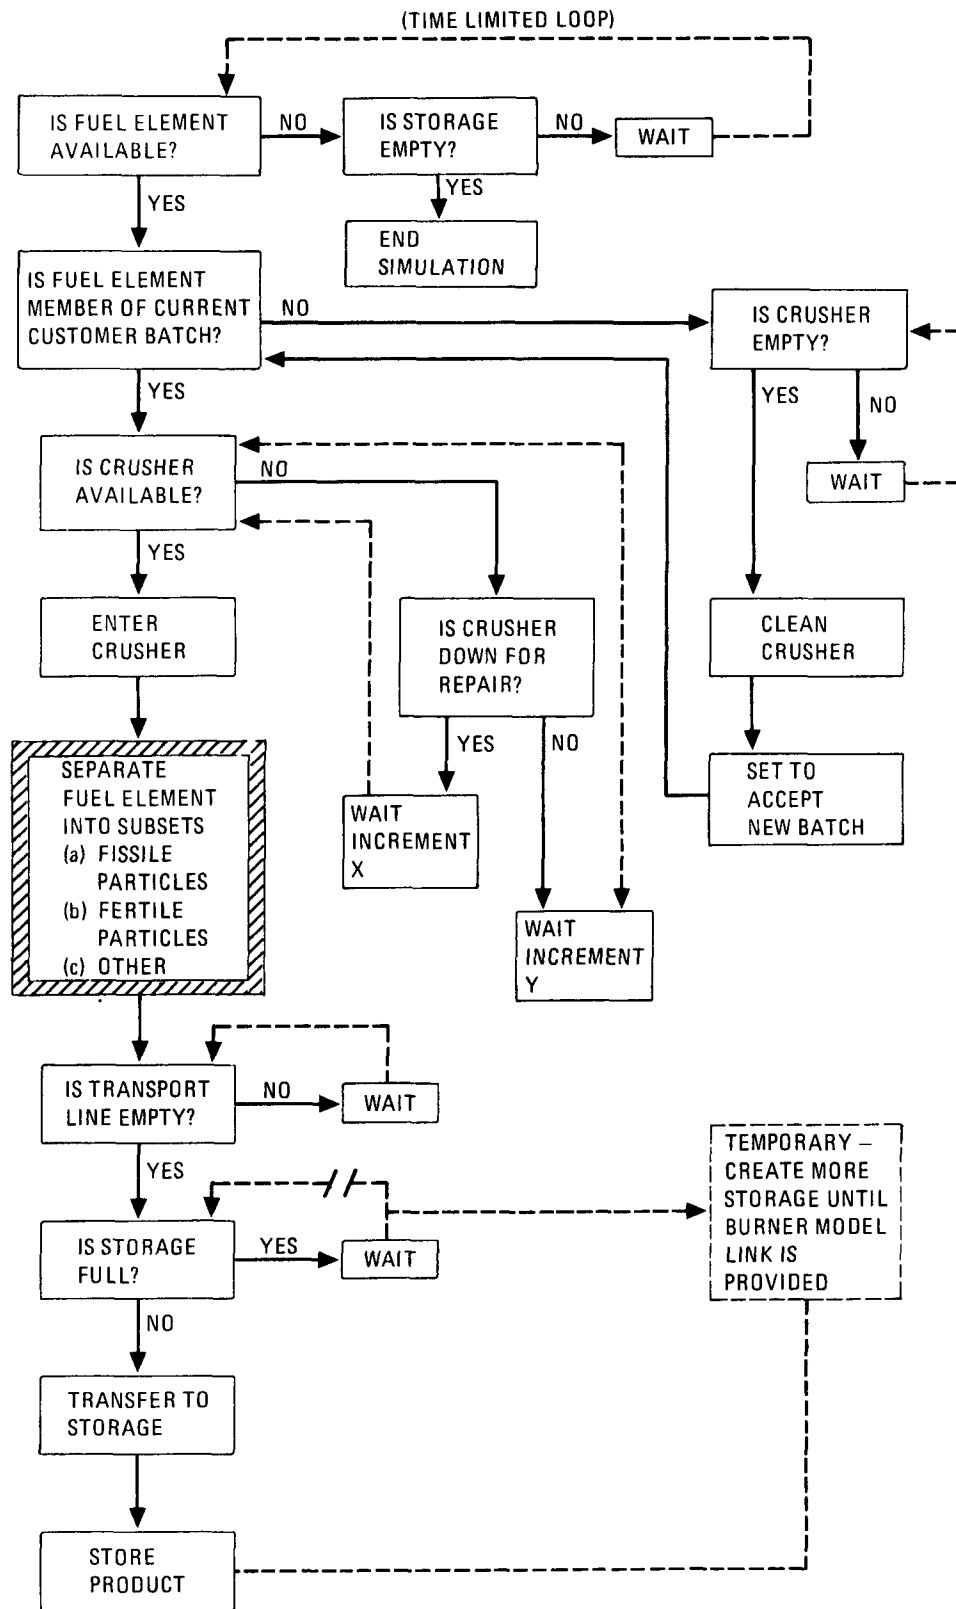 (TIME LIMITED LOOP)
IS FUEL ELEMENT
AVAILABLE?
NO
IS STORAGE
EMPTY?
NO
WAIT
YES
YES
END
SIMULATION
IS FUEL ELEMENT
MEMBER OF CURRENT
CUSTOMER BATCH?
NO
IS CRUSHER
EMPTY?
YES
YES
NO
IS CRUSHER
AVAILABLE?
NO
WAIT
YES
ENTER
CRUSHER
IS CRUSHER
DOWN FOR
REPAIR?
CLEAN
CRUSHER
YES
NO
SEPARATE
FUEL ELEMENT
INTO SUBSETS
(a) FISSILE
PARTICLES
(b) FERTILE
PARTICLES
(c) OTHER
WAIT
INCREMENT
X
SET TO
ACCEPT
NEW BATCH
WAIT
INCREMENT
Y
IS TRANSPORT
LINE EMPTY?
NO
WAIT
YES
TEMPORARY –
CREATE MORE
STORAGE UNTIL
BURNER MODEL
LINK IS
PROVIDED
IS STORAGE
FULL?
YES
WAIT
NO
TRANSFER TO
STORAGE
STORE
PRODUCT